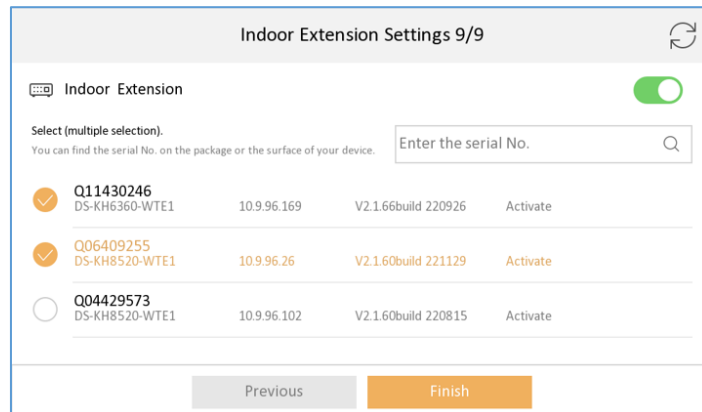 Indoor Extension Settings 9/9
Indoor Extension
Select (multiple selection).
You can find the serial No. on the package or the surface of your device.
Enter the serial No.
Q11430246
DS-KH6360-WTE1 10.9.96.169 V2.1.66build 220926 Activate
Q06409255
DS-KH8520-WTE1 10.9.96.26 V2.1.60build 221129 Activate
Q04429573
DS-KH8520-WTE1 10.9.96.102 V2.1.60build 220815 Activate
Previous Finish